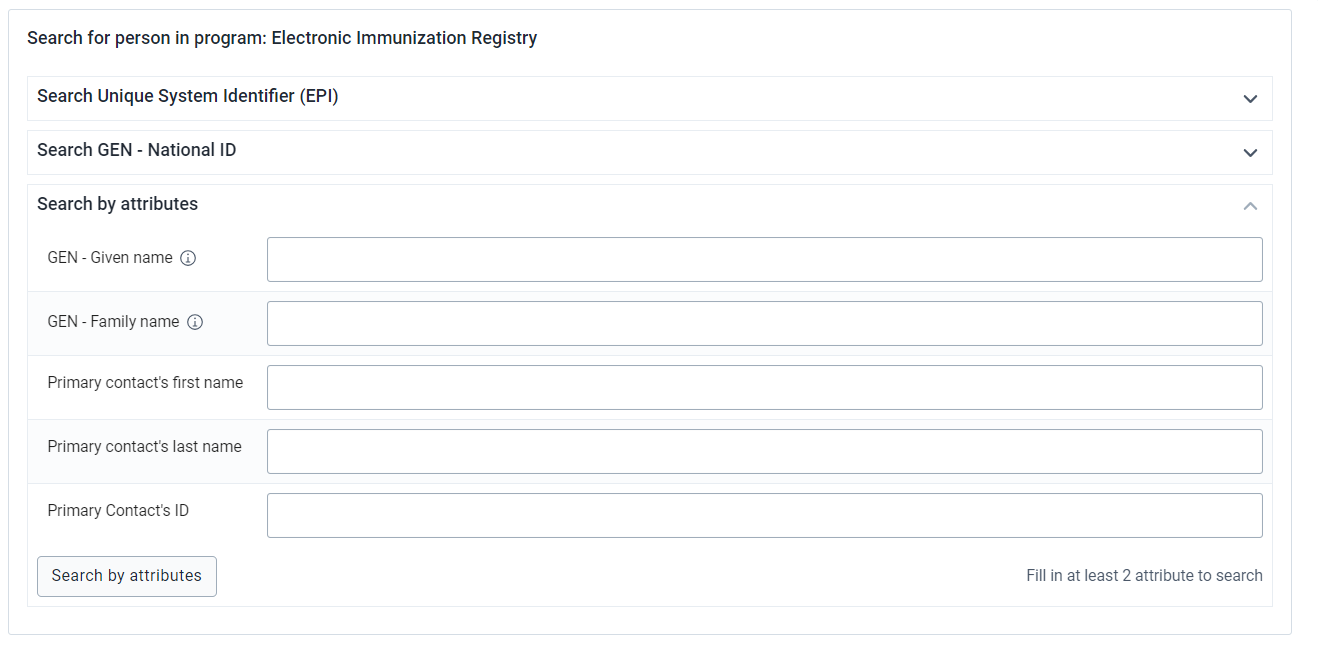 Search for person in program: Electronic Immunization Registry
Search Unique System Identifier (EPI)
Search GEN - National ID
Search by attributes
GEN - Given name
GEN - Family name
Primary contact's first name
Primary contact's last name
Primary Contact's ID
Search by attributes
Fill in at least 2 attribute to search